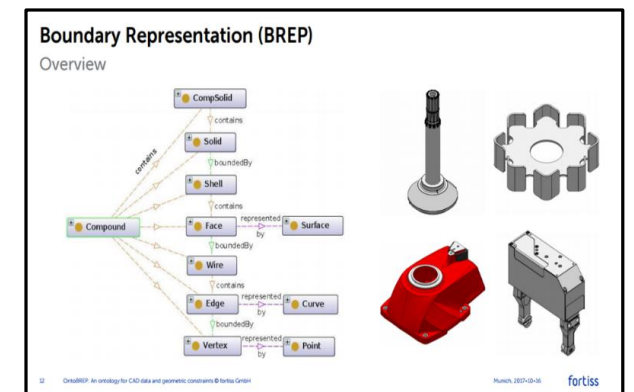 Boundary Representation (BREP)
Overview
CompSolid
contains
Solid
contains
boundedBy
Shell
contains
Compound
Face
represented by
Surface
boundedBy
Wire
contains
Edge
represented by
Curve
boundedBy
Vertex
represented by
Point
12 OntoBREP: An ontology for CAD data and geometric constraints © fortiss GmbH
Munich, 2017-10-16
fortiss